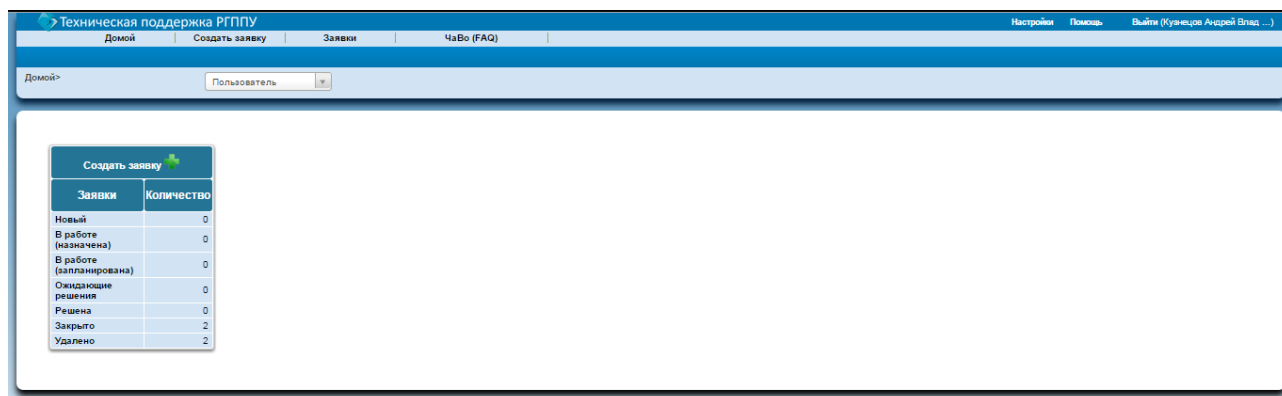 Техническая поддержка РГППУ
Настройки Помощь Выйти (Кузнецов Андрей Влад ...)
Домой Создать заявку Заявки ЧаВо (FAQ)
Домой> Пользователь
Создать заявку
Заявки Количество
Новый 0
В работе
(назначена) 0
В работе
(запланирована) 0
Ожидающие
решения 0
Решена 0
Закрыто 2
Удалено 2